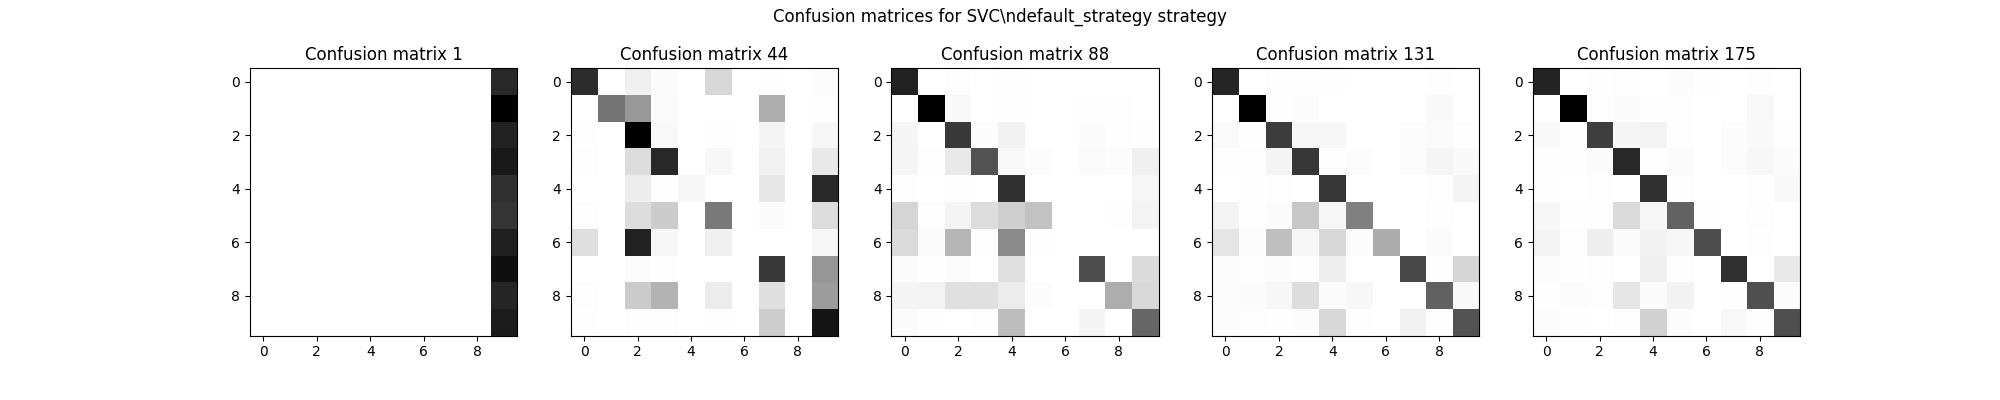 Confusion matrices for SVC\ndefault_strategy strategy
Confusion matrix 1
0
2
4
6
8
0 2 4 6 8
Confusion matrix 44
0
2
4
6
8
0 2 4 6 8
Confusion matrix 88
0
2
4
6
8
0 2 4 6 8
Confusion matrix 131
0
2
4
6
8
0 2 4 6 8
Confusion matrix 175
0
2
4
6
8
0 2 4 6 8